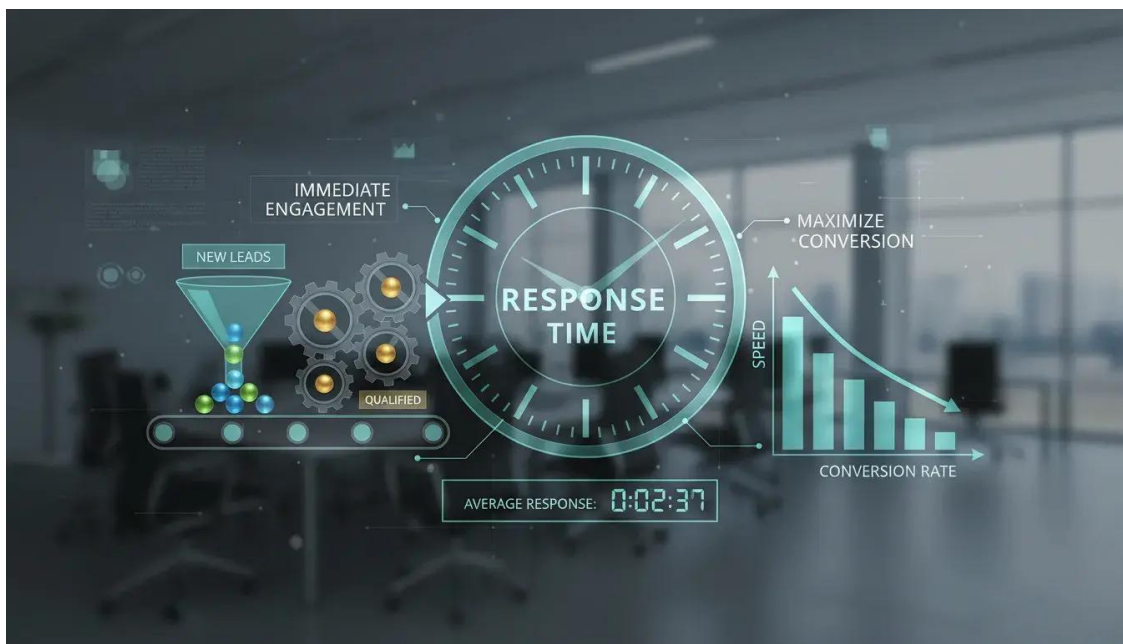 IMMEDIATE
ENGAGEMENT
MAXIMIZE
CONVERSION
NEW LEADS
RESPONSE
TIME
SPEED
QUALIFIED
CONVERSION RATE
AVERAGE RESPONSE: 0:02:37